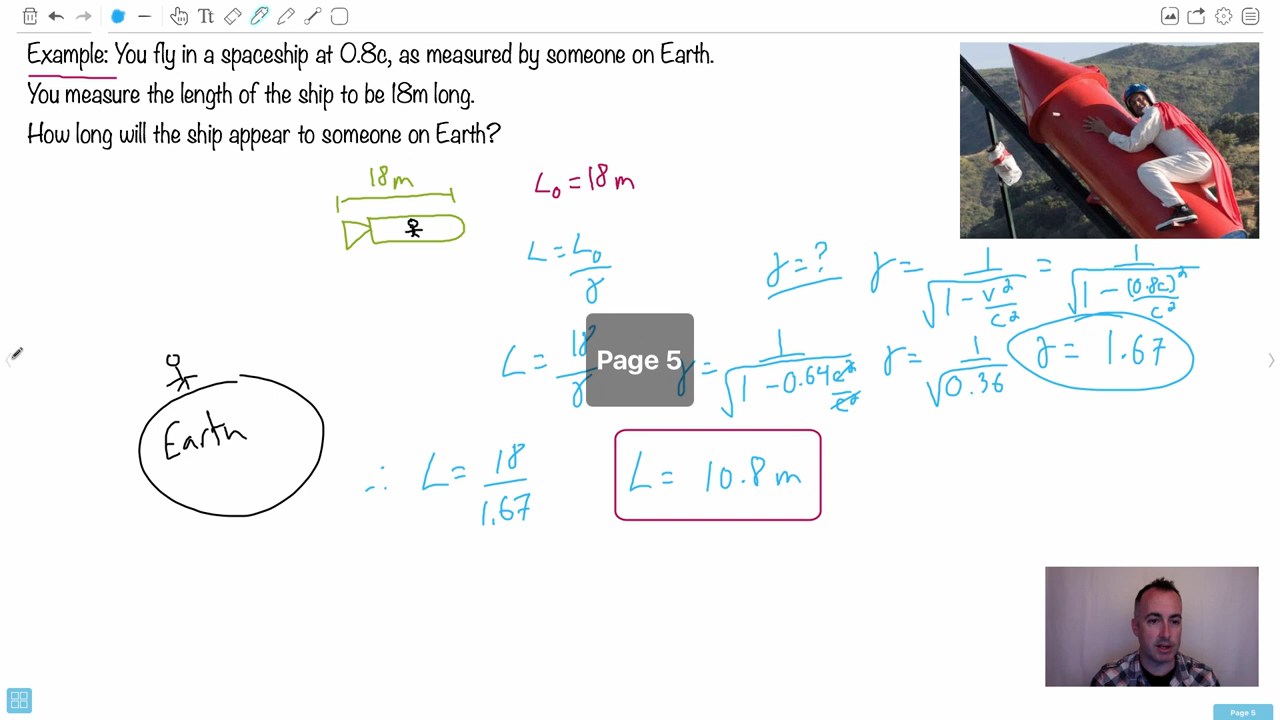 Tt
Example: You fly in a spaceship at 0.8c, as measured by someone on Earth.
You measure the length of the ship to be 18m long.
How long will the ship appear to someone on Earth?
18m
L₀ = 18 m
L = L₀/γ
γ = ? γ = 1/√(1 - v²/c²) = 1/√(1 - (0.8c)²/c²)
L = 18/γ
γ = 1/√(1 - 0.64c²/c²) γ = 1/√0.36 γ = 1.67
Page 5
Earth
∴ L = 18/1.67 L = 10.8 m
Page 5